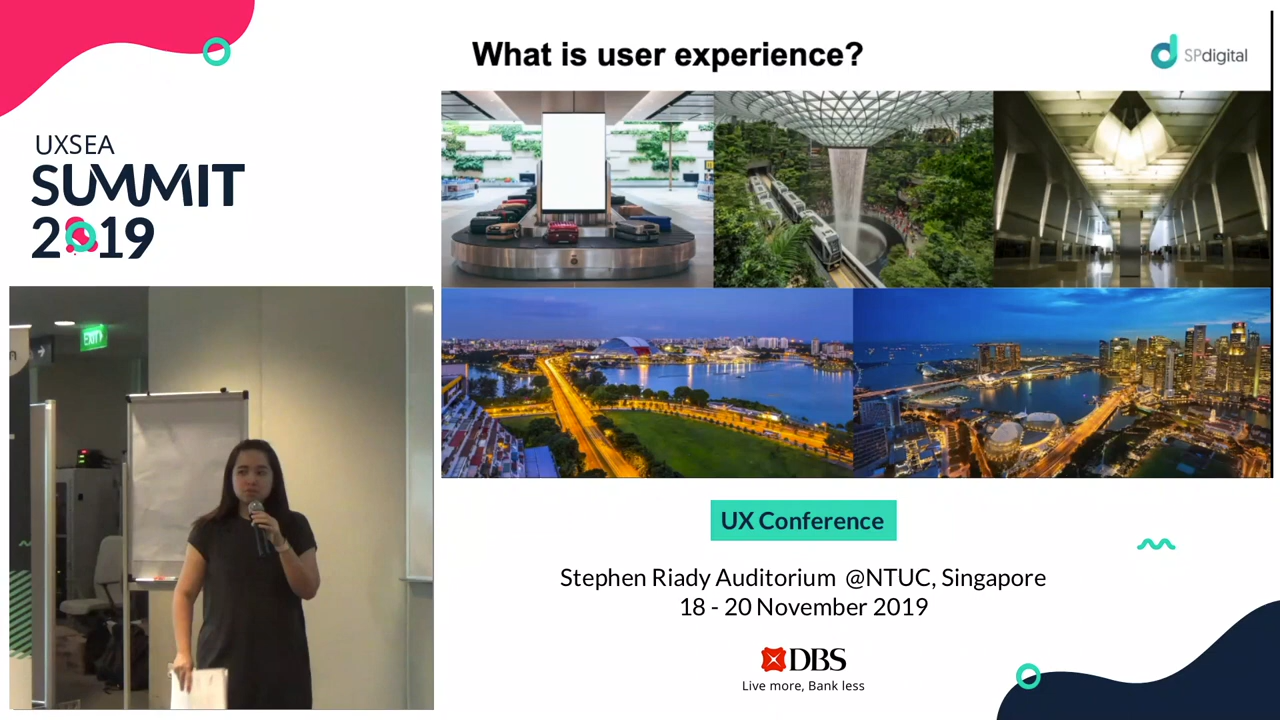 What is user experience?
SPdigital
UXSEA
SUMMIT
2019
EXIT
UX Conference
Stephen Riady Auditorium @NTUC, Singapore
18 - 20 November 2019
DBS
Live more, Bank less